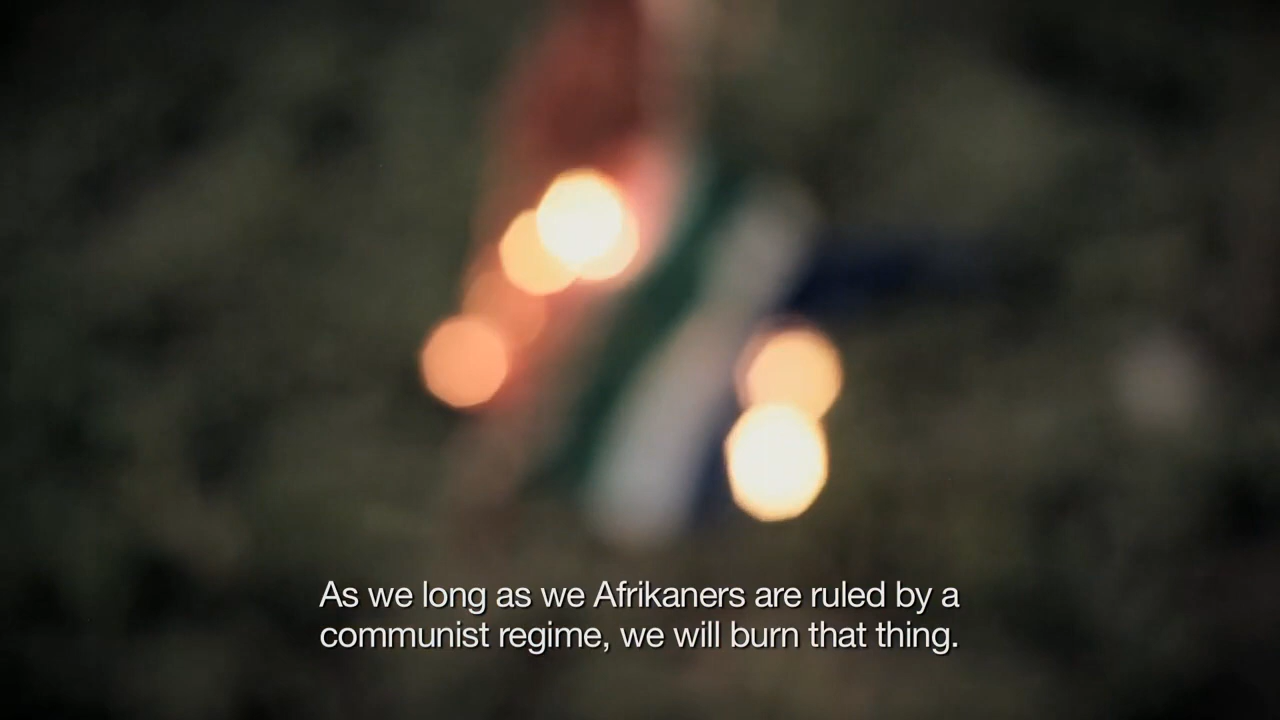 As we long as we Afrikaners are ruled by a
communist regime, we will burn that thing.